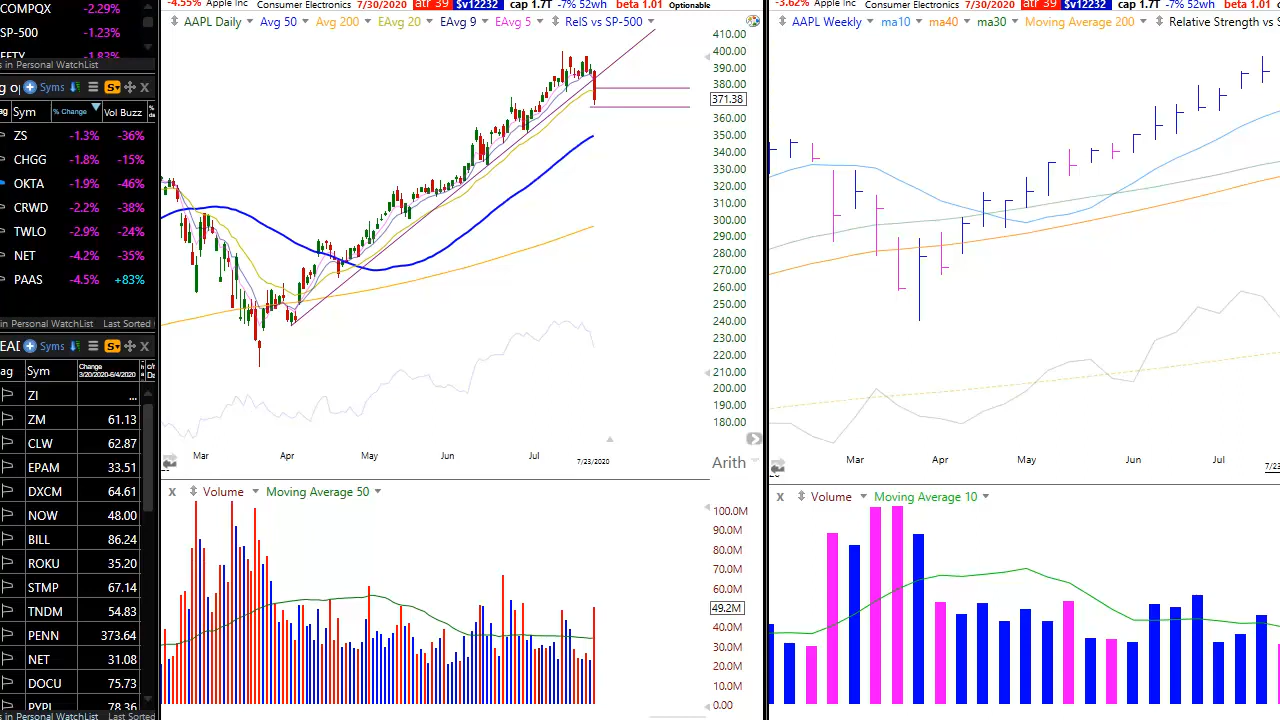 COMPQX -2.29%
SP-500 -1.23%
-1.83%
s in Personal WatchList
g o Syms S X
ag Sym % Change Vol Buzz %
ZS -1.3% -36%
CHGG -1.8% -15%
OKTA -1.9% -46%
CRWD -2.2% -38%
TWLO -2.9% -24%
NET -4.2% -35%
PAAS -4.5% +83%
in Personal WatchList Last Sorted
EAD Syms S X
ag Sym Change
3/20/2020-6/4/2020
ZI ...
ZM 61.13
CLW 62.87
EPAM 33.51
DXCM 64.61
NOW 48.00
BILL 86.24
ROKU 35.20
STMP 67.14
TNDM 54.83
PENN 373.64
NET 31.08
DOCU 75.73
PYPL 78.36
s in Personal WatchList Last Sorted
-4.55% Apple Inc Consumer Electronics 7/30/2020 atr 39 $v12232 cap 1.7T -7% 52wh beta 1.01 Optionable
AAPL Daily Avg 50 Avg 200 EAvg 20 EAvg 9 EAvg 5 RelS vs SP-500
410.00
400.00
390.00
380.00
371.38
360.00
350.00
340.00
330.00
320.00
310.00
300.00
290.00
280.00
270.00
260.00
250.00
240.00
230.00
220.00
210.00
200.00
190.00
180.00
Mar Apr May Jun Jul
7/23/2020
Arith
X Volume Moving Average 50
100.0M
90.0M
80.0M
70.0M
60.0M
49.2M
40.0M
30.0M
20.0M
10.0M
0.00
-3.62% Apple Inc Consumer Electronics 7/30/2020 atr 39 $v12232 cap 1.7T -7% 52wh beta 1.01
AAPL Weekly ma10 ma40 ma30 Moving Average 200 Relative Strength vs S
Mar Apr May Jun Jul
7/23
X Volume Moving Average 10